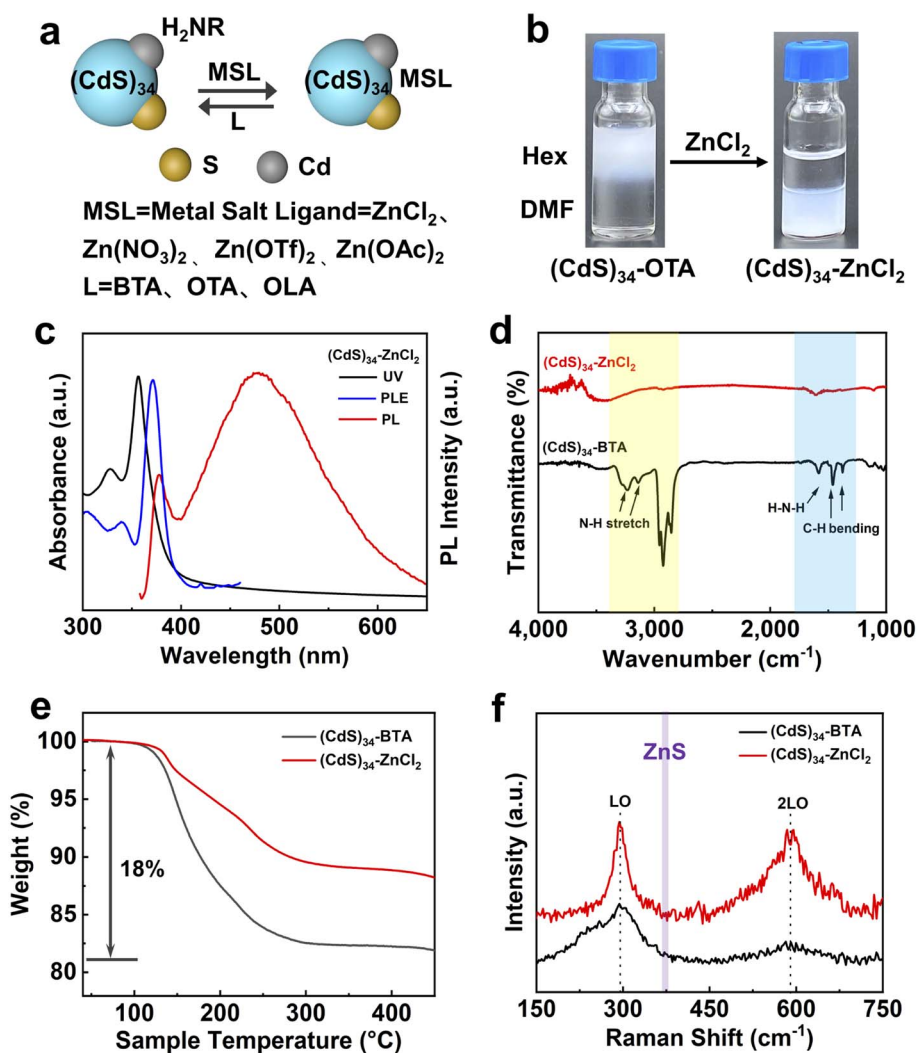 a
H₂NR
(CdS)₃₄
MSL
L
(CdS)₃₄
MSL
S
Cd
MSL=Metal Salt Ligand=ZnCl₂、
Zn(NO₃)₂、Zn(OTf)₂、Zn(OAc)₂
L=BTA、OTA、OLA
b
Hex
DMF
ZnCl₂
(CdS)₃₄-OTA
(CdS)₃₄-ZnCl₂
c
(CdS)₃₄-ZnCl₂
UV
PLE
PL
Absorbance (a.u.)
PL Intensity (a.u.)
300
400
500
600
Wavelength (nm)
d
(CdS)₃₄-ZnCl₂
(CdS)₃₄-BTA
N-H stretch
H-N-H
C-H bending
Transmittance (%)
4,000
3,000
2,000
1,000
Wavenumber (cm⁻¹)
e
(CdS)₃₄-BTA
(CdS)₃₄-ZnCl₂
18%
Weight (%)
100
95
90
85
80
100
200
300
400
Sample Temperature (°C)
f
ZnS
(CdS)₃₄-BTA
(CdS)₃₄-ZnCl₂
LO
2LO
Intensity (a.u.)
150
300
450
600
750
Raman Shift (cm⁻¹)